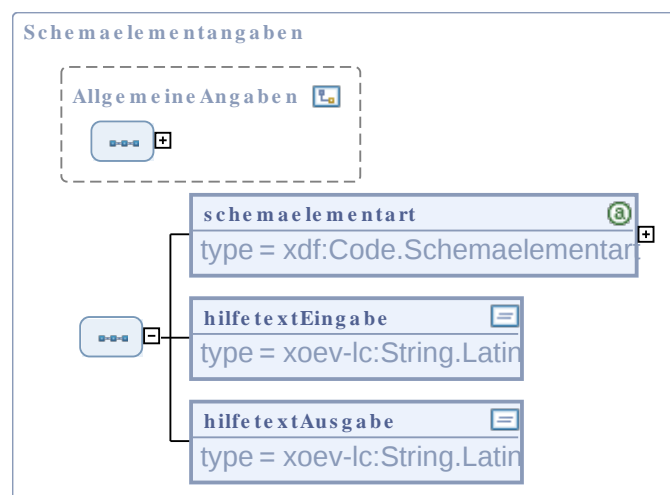 Schemaelementangaben
AllgemeineAngaben
schemaelementart
type = xdf:Code.Schemaelementart
hilfetextEingabe
type = xoev-lc:String.Latin
hilfetextAusgabe
type = xoev-lc:String.Latin